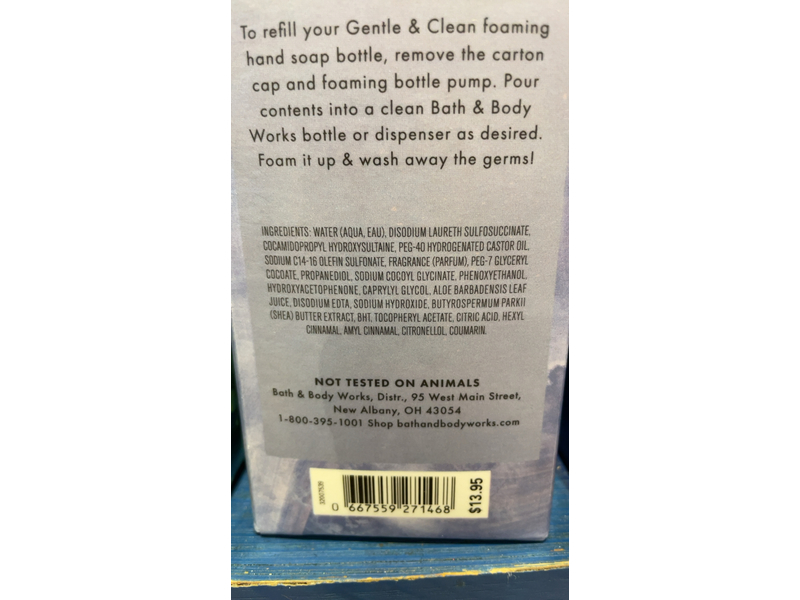 To refill your Gentle & Clean foaming
hand soap bottle, remove the carton
cap and foaming bottle pump. Pour
contents into a clean Bath & Body
Works bottle or dispenser as desired.
Foam it up & wash away the germs!
INGREDIENTS: WATER (AQUA, EAU), DISODIUM LAURETH SULFOSUCCINATE,
COCAMIDOPROPYL HYDROXYSULTAINE, PEG-40 HYDROGENATED CASTOR OIL,
SODIUM C14-16 OLEFIN SULFONATE, FRAGRANCE (PARFUM), PEG-7 GLYCERYL
COCOATE, PROPANEDIOL, SODIUM COCOYL GLYCINATE, PHENOXYETHANOL,
HYDROXYACETOPHENONE, CAPRYLYL GLYCOL, ALOE BARBADENSIS LEAF
JUICE, DISODIUM EDTA, SODIUM HYDROXIDE, BUTYROSPERMUM PARKII
(SHEA) BUTTER EXTRACT, BHT, TOCOPHERYL ACETATE, CITRIC ACID, HEXYL
CINNAMAL, AMYL CINNAMAL, CITRONELLOL, COUMARIN.
NOT TESTED ON ANIMALS
Bath & Body Works, Distr., 95 West Main Street,
New Albany, OH 43054
1-800-395-1001 Shop bathandbodyworks.com
0 667559 271468
$13.95